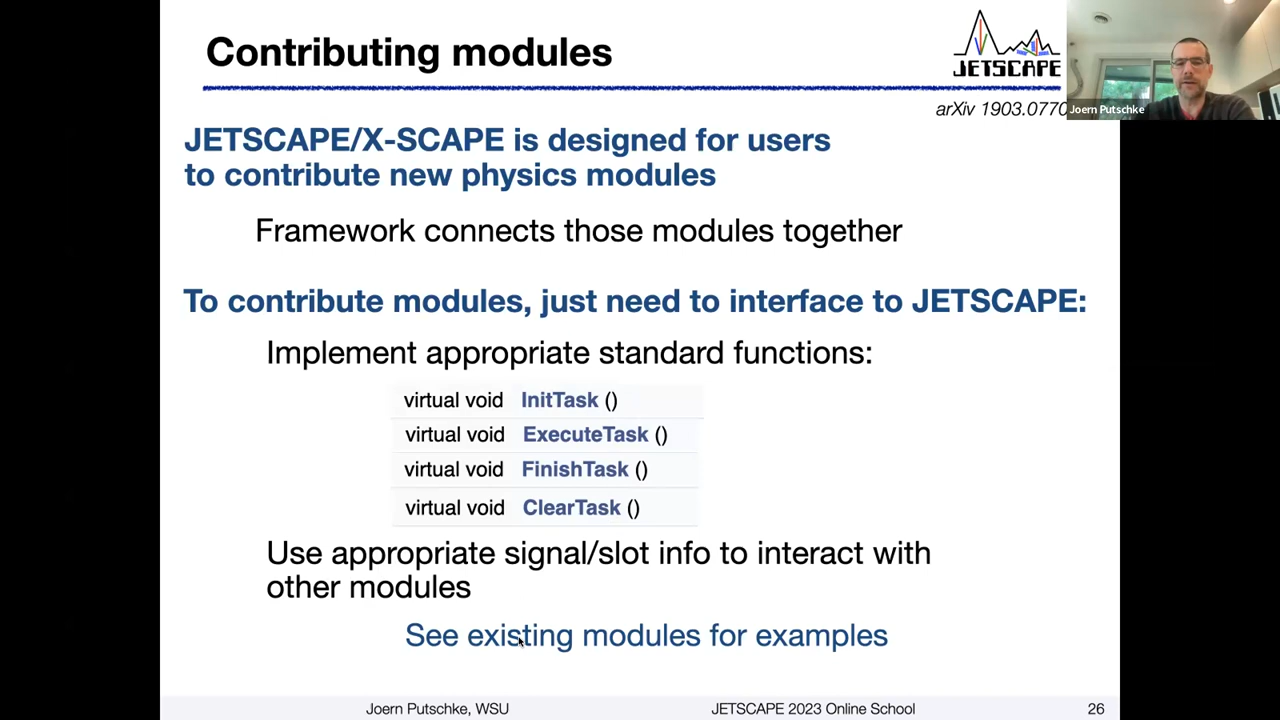 Contributing modules
JETSCAPE
arXiv 1903.0770
Joern Putschke
JETSCAPE/X-SCAPE is designed for users
to contribute new physics modules
Framework connects those modules together
To contribute modules, just need to interface to JETSCAPE:
Implement appropriate standard functions:
virtual void InitTask ()
virtual void ExecuteTask ()
virtual void FinishTask ()
virtual void ClearTask ()
Use appropriate signal/slot info to interact with
other modules
See existing modules for examples
Joern Putschke, WSU JETSCAPE 2023 Online School 26